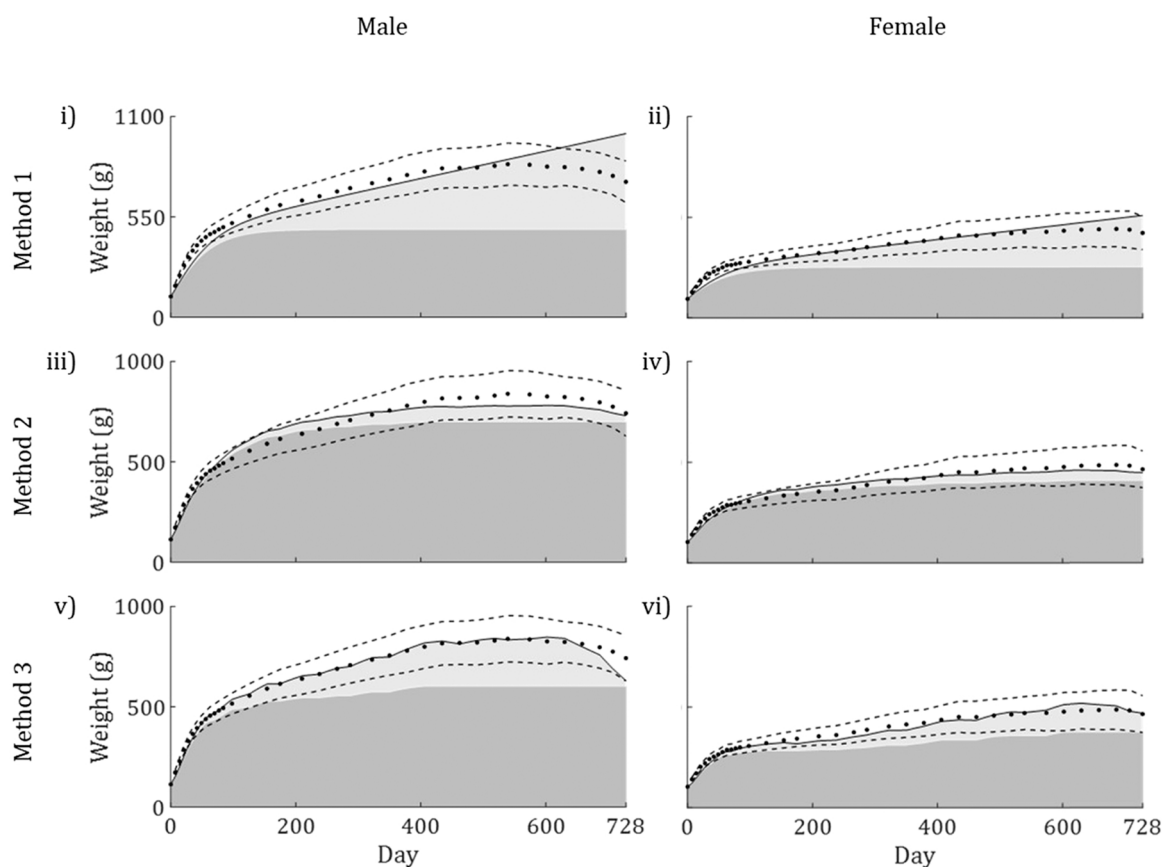 Male Female
i) ii)
Method 1
Weight (g)
1100
550
0
iii) iv)
Method 2
Weight (g)
1000
500
0
v) vi)
Method 3
Weight (g)
1000
500
0
0 200 400 600 728 0 200 400 600 728
Day Day